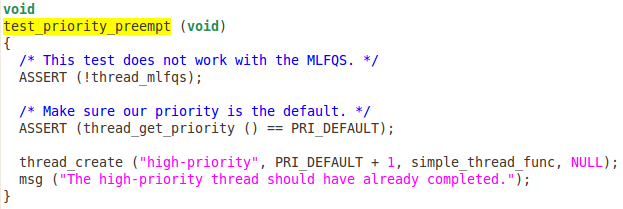 void
test_priority_preempt (void)
{
  /* This test does not work with the MLFQS. */
  ASSERT (!thread_mlfqs);

  /* Make sure our priority is the default. */
  ASSERT (thread_get_priority () == PRI_DEFAULT);

  thread_create ("high-priority", PRI_DEFAULT + 1, simple_thread_func, NULL);
  msg ("The high-priority thread should have already completed.");
}